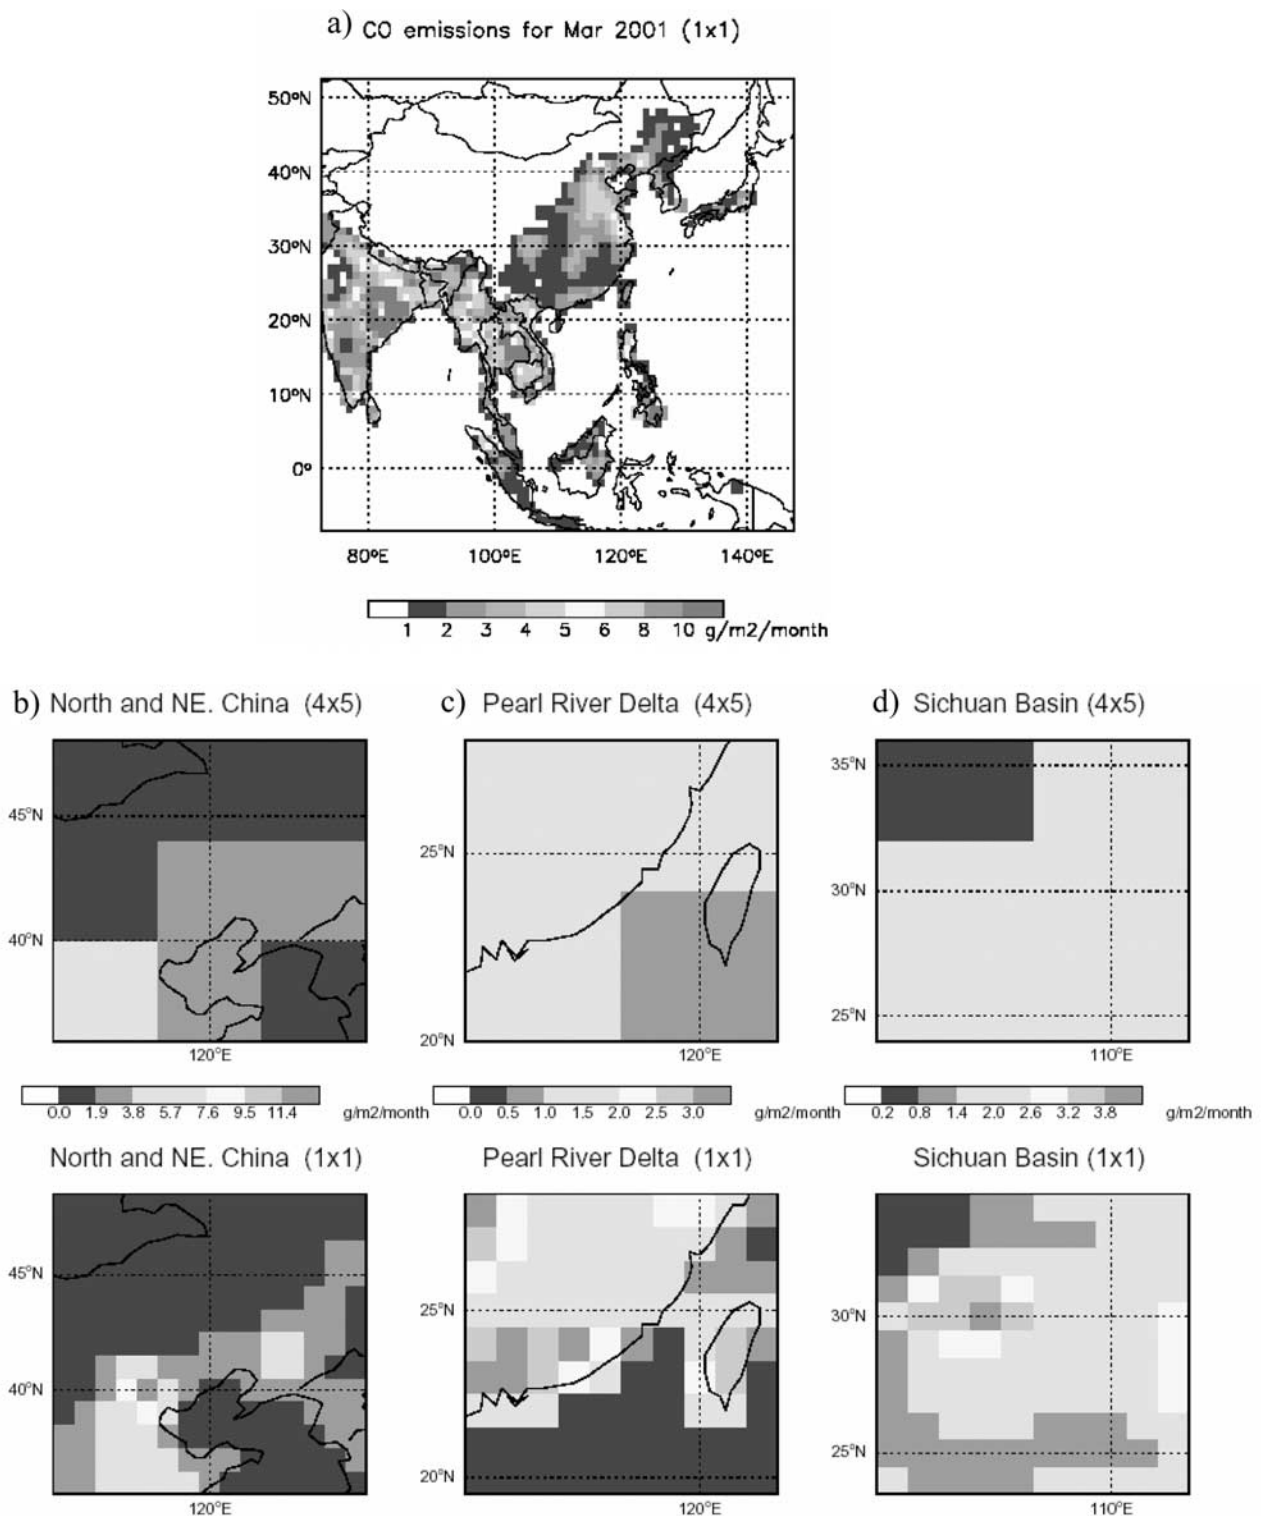 a) CO emissions for Mar 2001 (1x1)
50°N
40°N
30°N
20°N
10°N
0°
80°E 100°E 120°E 140°E
1 2 3 4 5 6 8 10 g/m2/month
b) North and NE. China (4x5)
45°N
40°N
120°E
0.0 1.9 3.8 5.7 7.6 9.5 11.4
g/m2/month
c) Pearl River Delta (4x5)
25°N
20°N
120°E
0.0 0.5 1.0 1.5 2.0 2.5 3.0
g/m2/month
d) Sichuan Basin (4x5)
35°N
30°N
25°N
110°E
0.2 0.8 1.4 2.0 2.6 3.2 3.8
g/m2/month
North and NE. China (1x1)
45°N
40°N
120°E
Pearl River Delta (1x1)
25°N
20°N
120°E
Sichuan Basin (1x1)
30°N
25°N
110°E